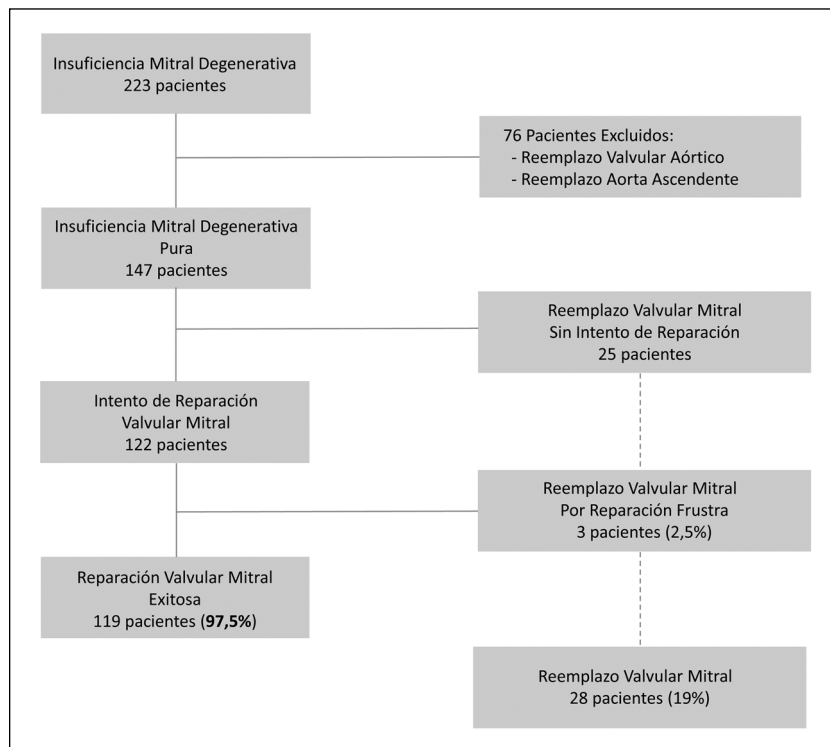 Insuficiencia Mitral Degenerativa
223 pacientes
76 Pacientes Excluidos:
- Reemplazo Valvular Aórtico
- Reemplazo Aorta Ascendente
Insuficiencia Mitral Degenerativa
Pura
147 pacientes
Reemplazo Valvular Mitral
Sin Intento de Reparación
25 pacientes
Intento de Reparación
Valvular Mitral
122 pacientes
Reemplazo Valvular Mitral
Por Reparación Frustra
3 pacientes (2,5%)
Reparación Valvular Mitral
Exitosa
119 pacientes (97,5%)
Reemplazo Valvular Mitral
28 pacientes (19%)